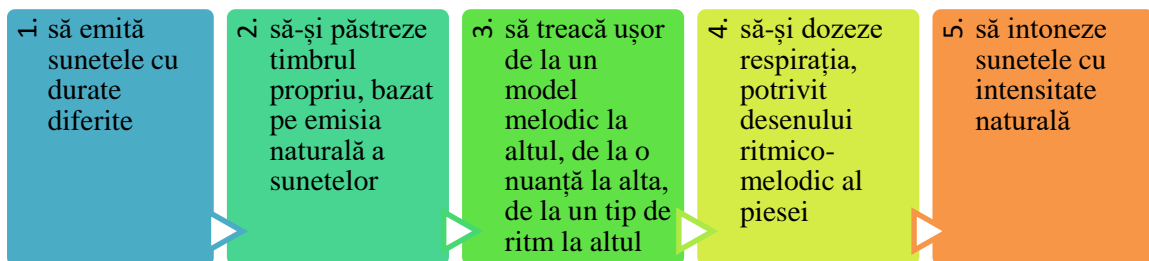 1. să emită
sunetele cu
durate
diferite
2. să-și păstreze
timbrul
propriu, bazat
pe emisia
naturală a
sunetelor
3. să treacă ușor
de la un
model
melodic la
altul, de la o
nuanță la alta,
de la un tip de
ritm la altul
4. să-și dozeze
respirația,
potrivit
desenului
ritmico-
melodic al
piesei
5. să intoneze
sunetele cu
intensitate
naturală